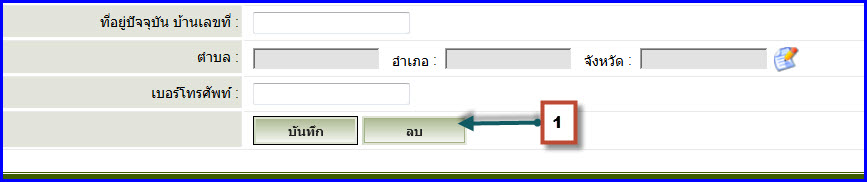 ที่อยู่ปัจจุบัน บ้านเลขที่ :
ตำบล : อำเภอ : จังหวัด :
เบอร์โทรศัพท์ :
บันทึก ลบ 1